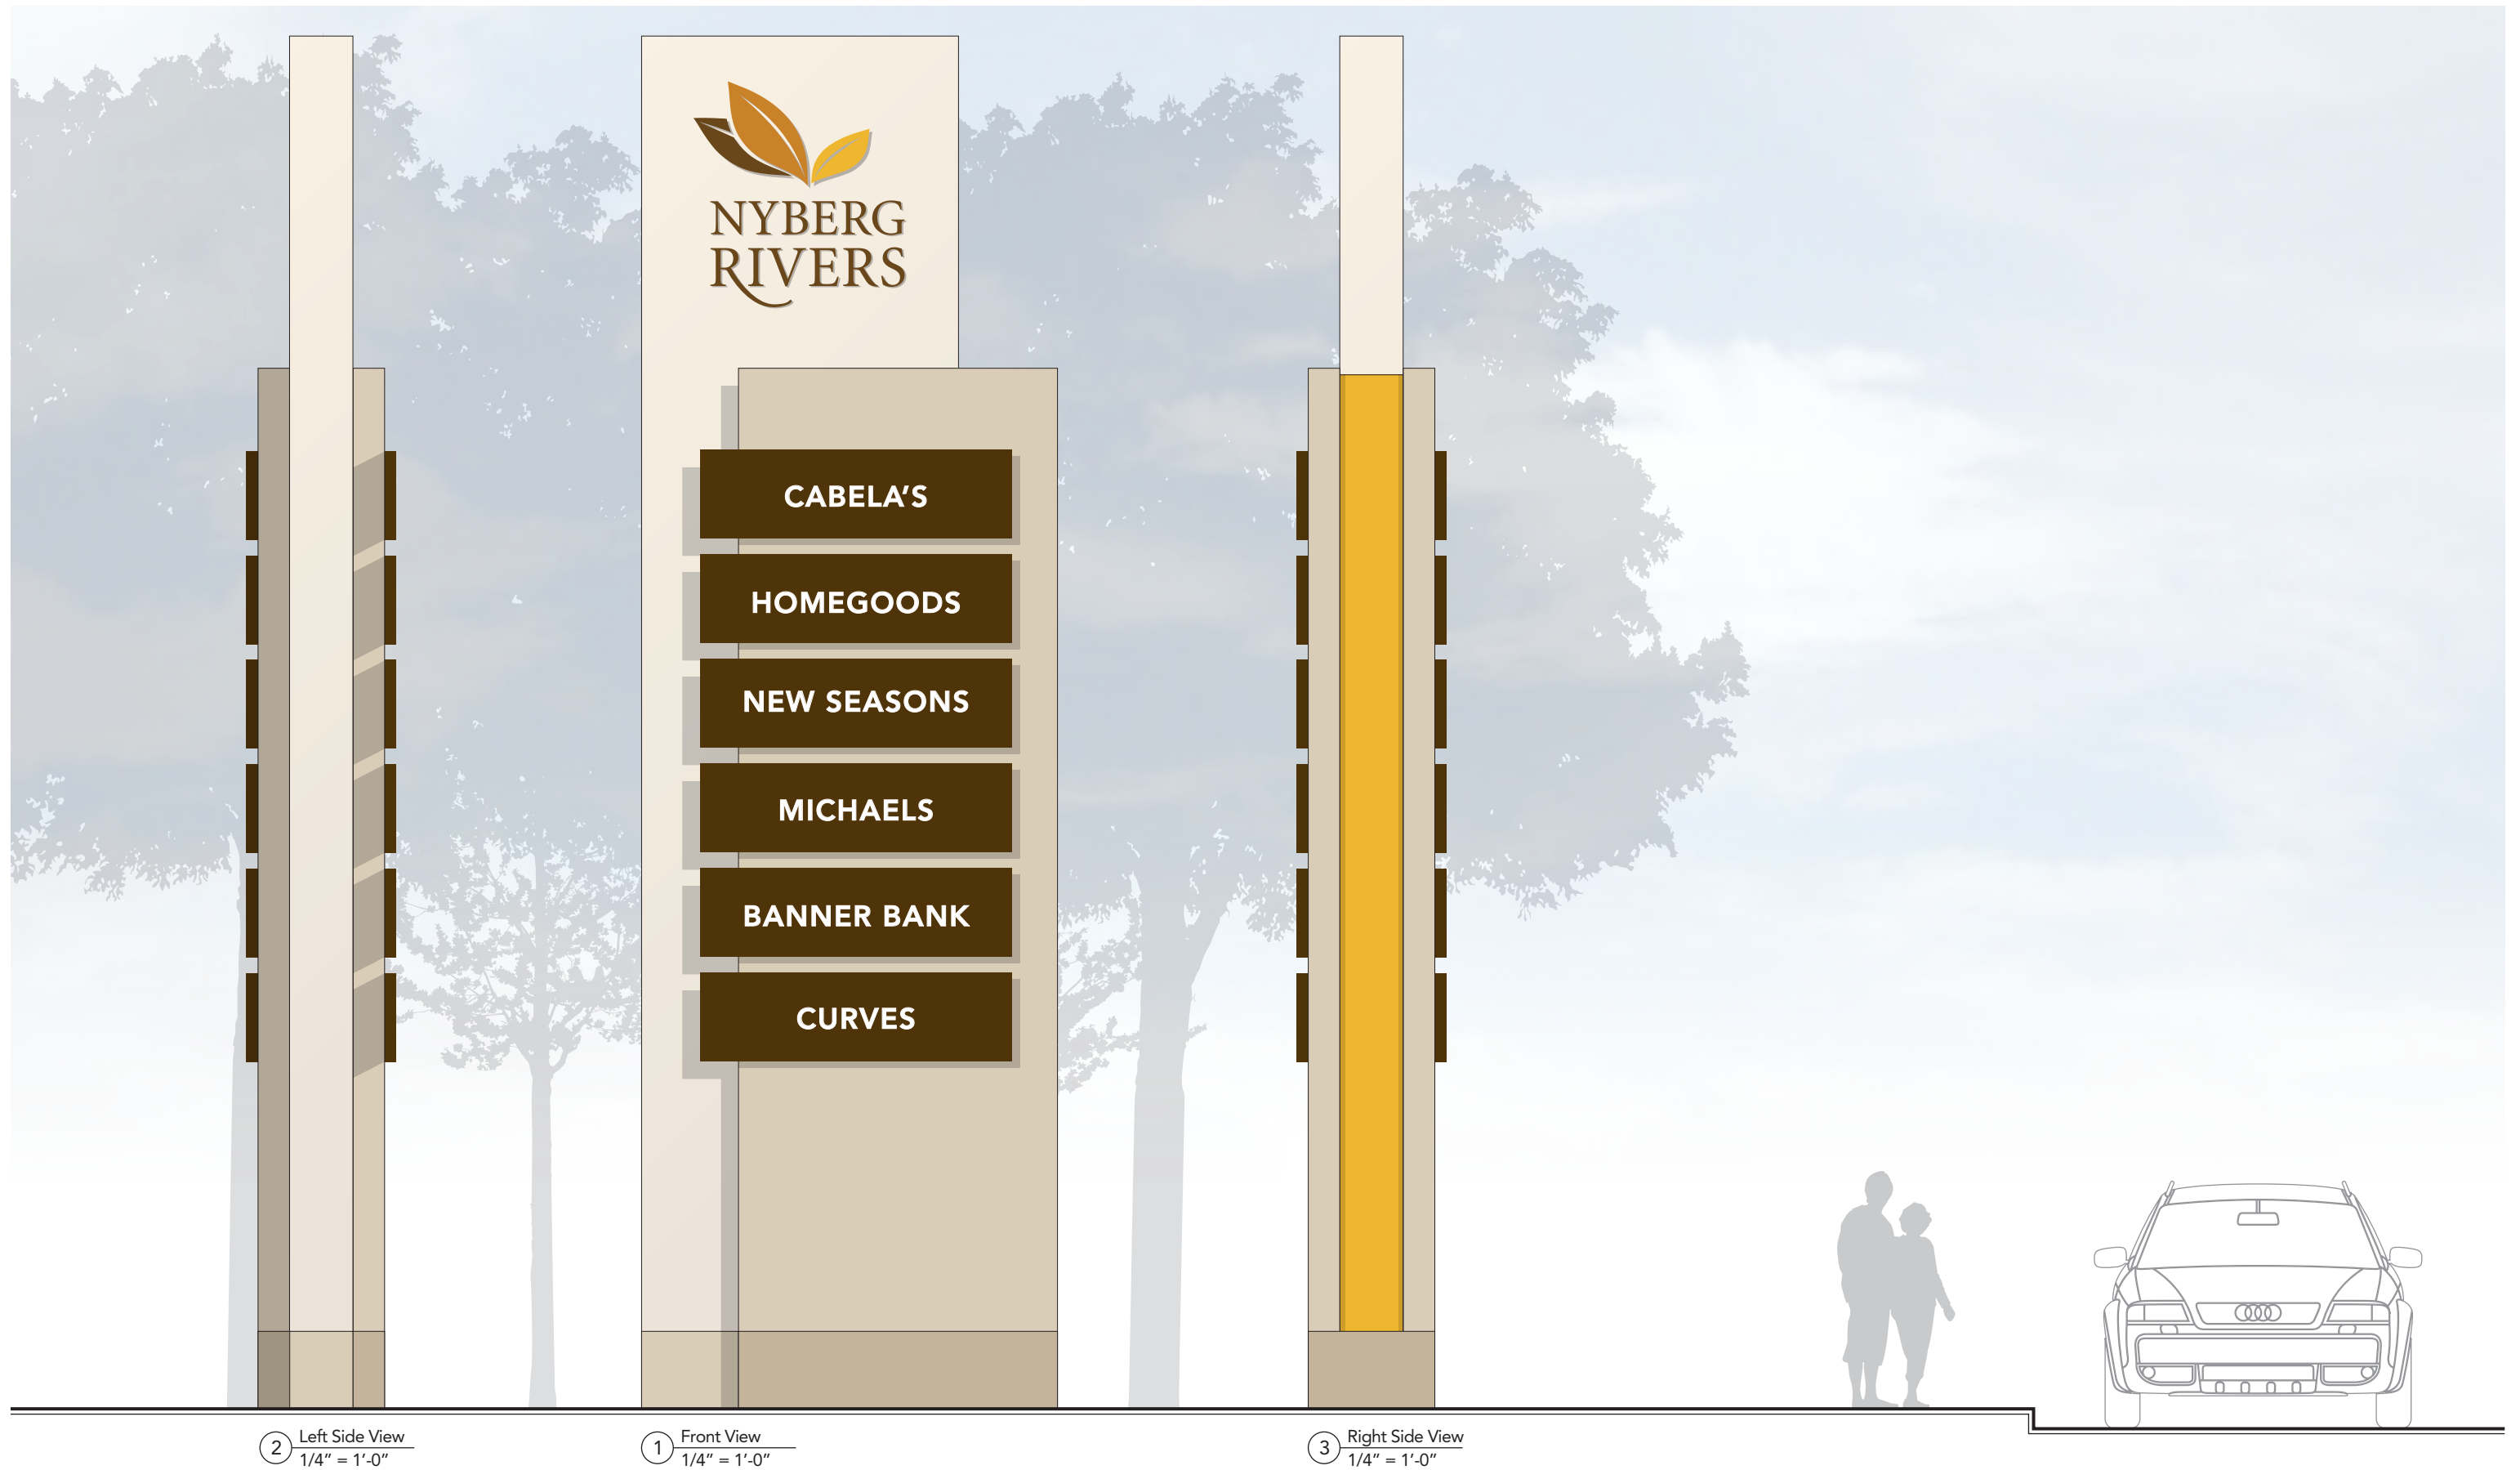 NYBERG
RIVERS
CABELA‘S
HOMEGOODS
NEW SEASONS
MICHAELS
BANNER BANK
CURVES
2 Left Side View
1/4” = 1’-0”
1 Front View
1/4” = 1’-0”
3 Right Side View
1/4” = 1’-0”